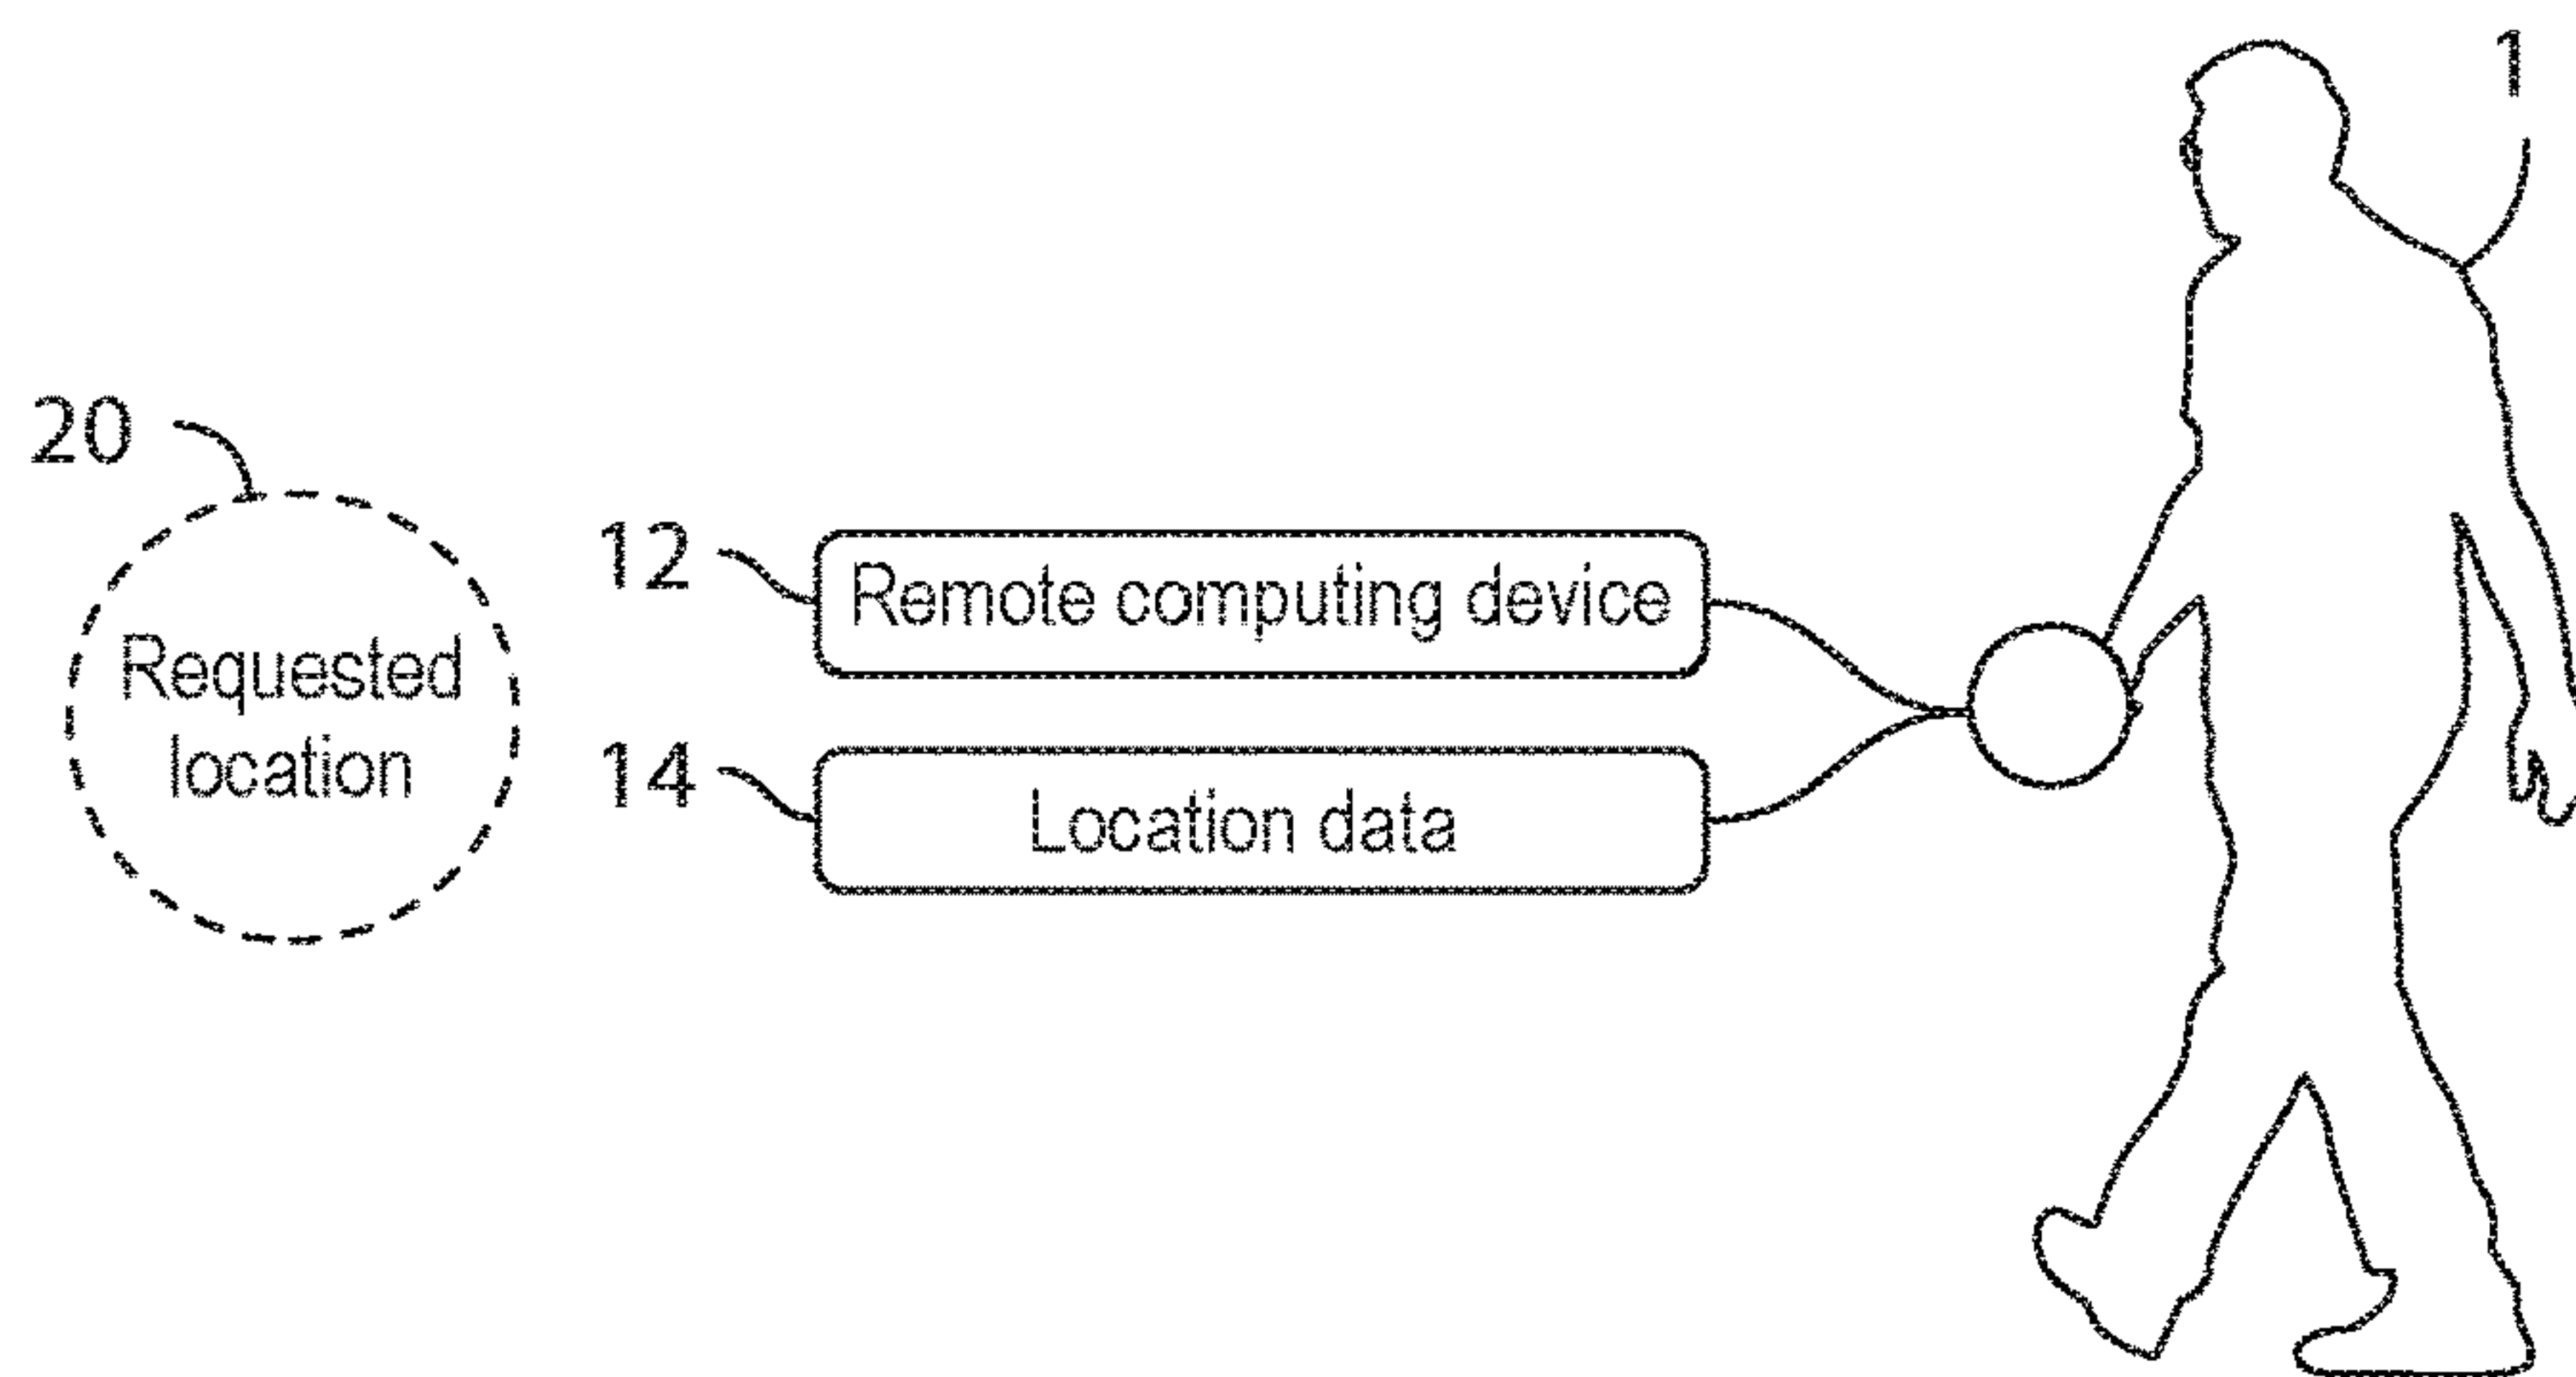 1
20
12
Remote computing device
Requested
location
14
Location data